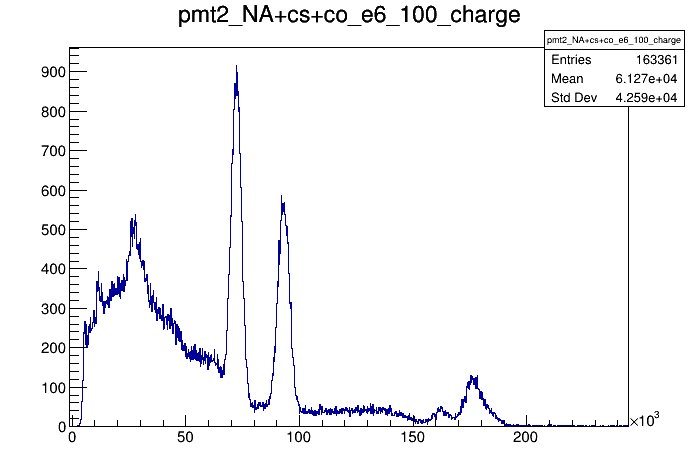 pmt2_NA+cs+co_e6_100_charge
pmt2_NA+cs+co_e6_100_charge
Entries 163361
Mean 6.127e+04
Std Dev 4.259e+04
900
800
700
600
500
400
300
200
100
0
0 50 100 150 200 ×10³